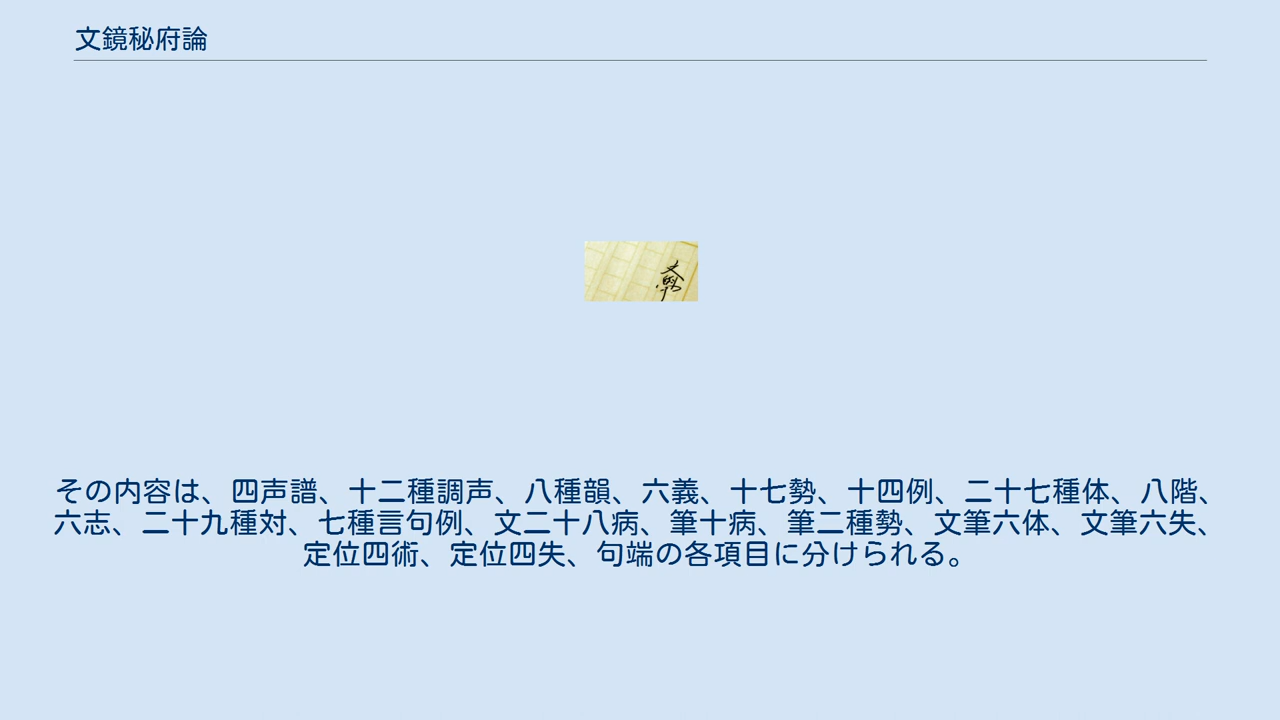 文鏡秘府論
その内容は、四声譜、十二種調声、八種韻、六義、十七勢、十四例、二十七種体、八階、
六志、二十九種対、七種言句例、文二十八病、筆十病、筆二種勢、文筆六体、文筆六失、
定位四術、定位四失、句端の各項目に分けられる。